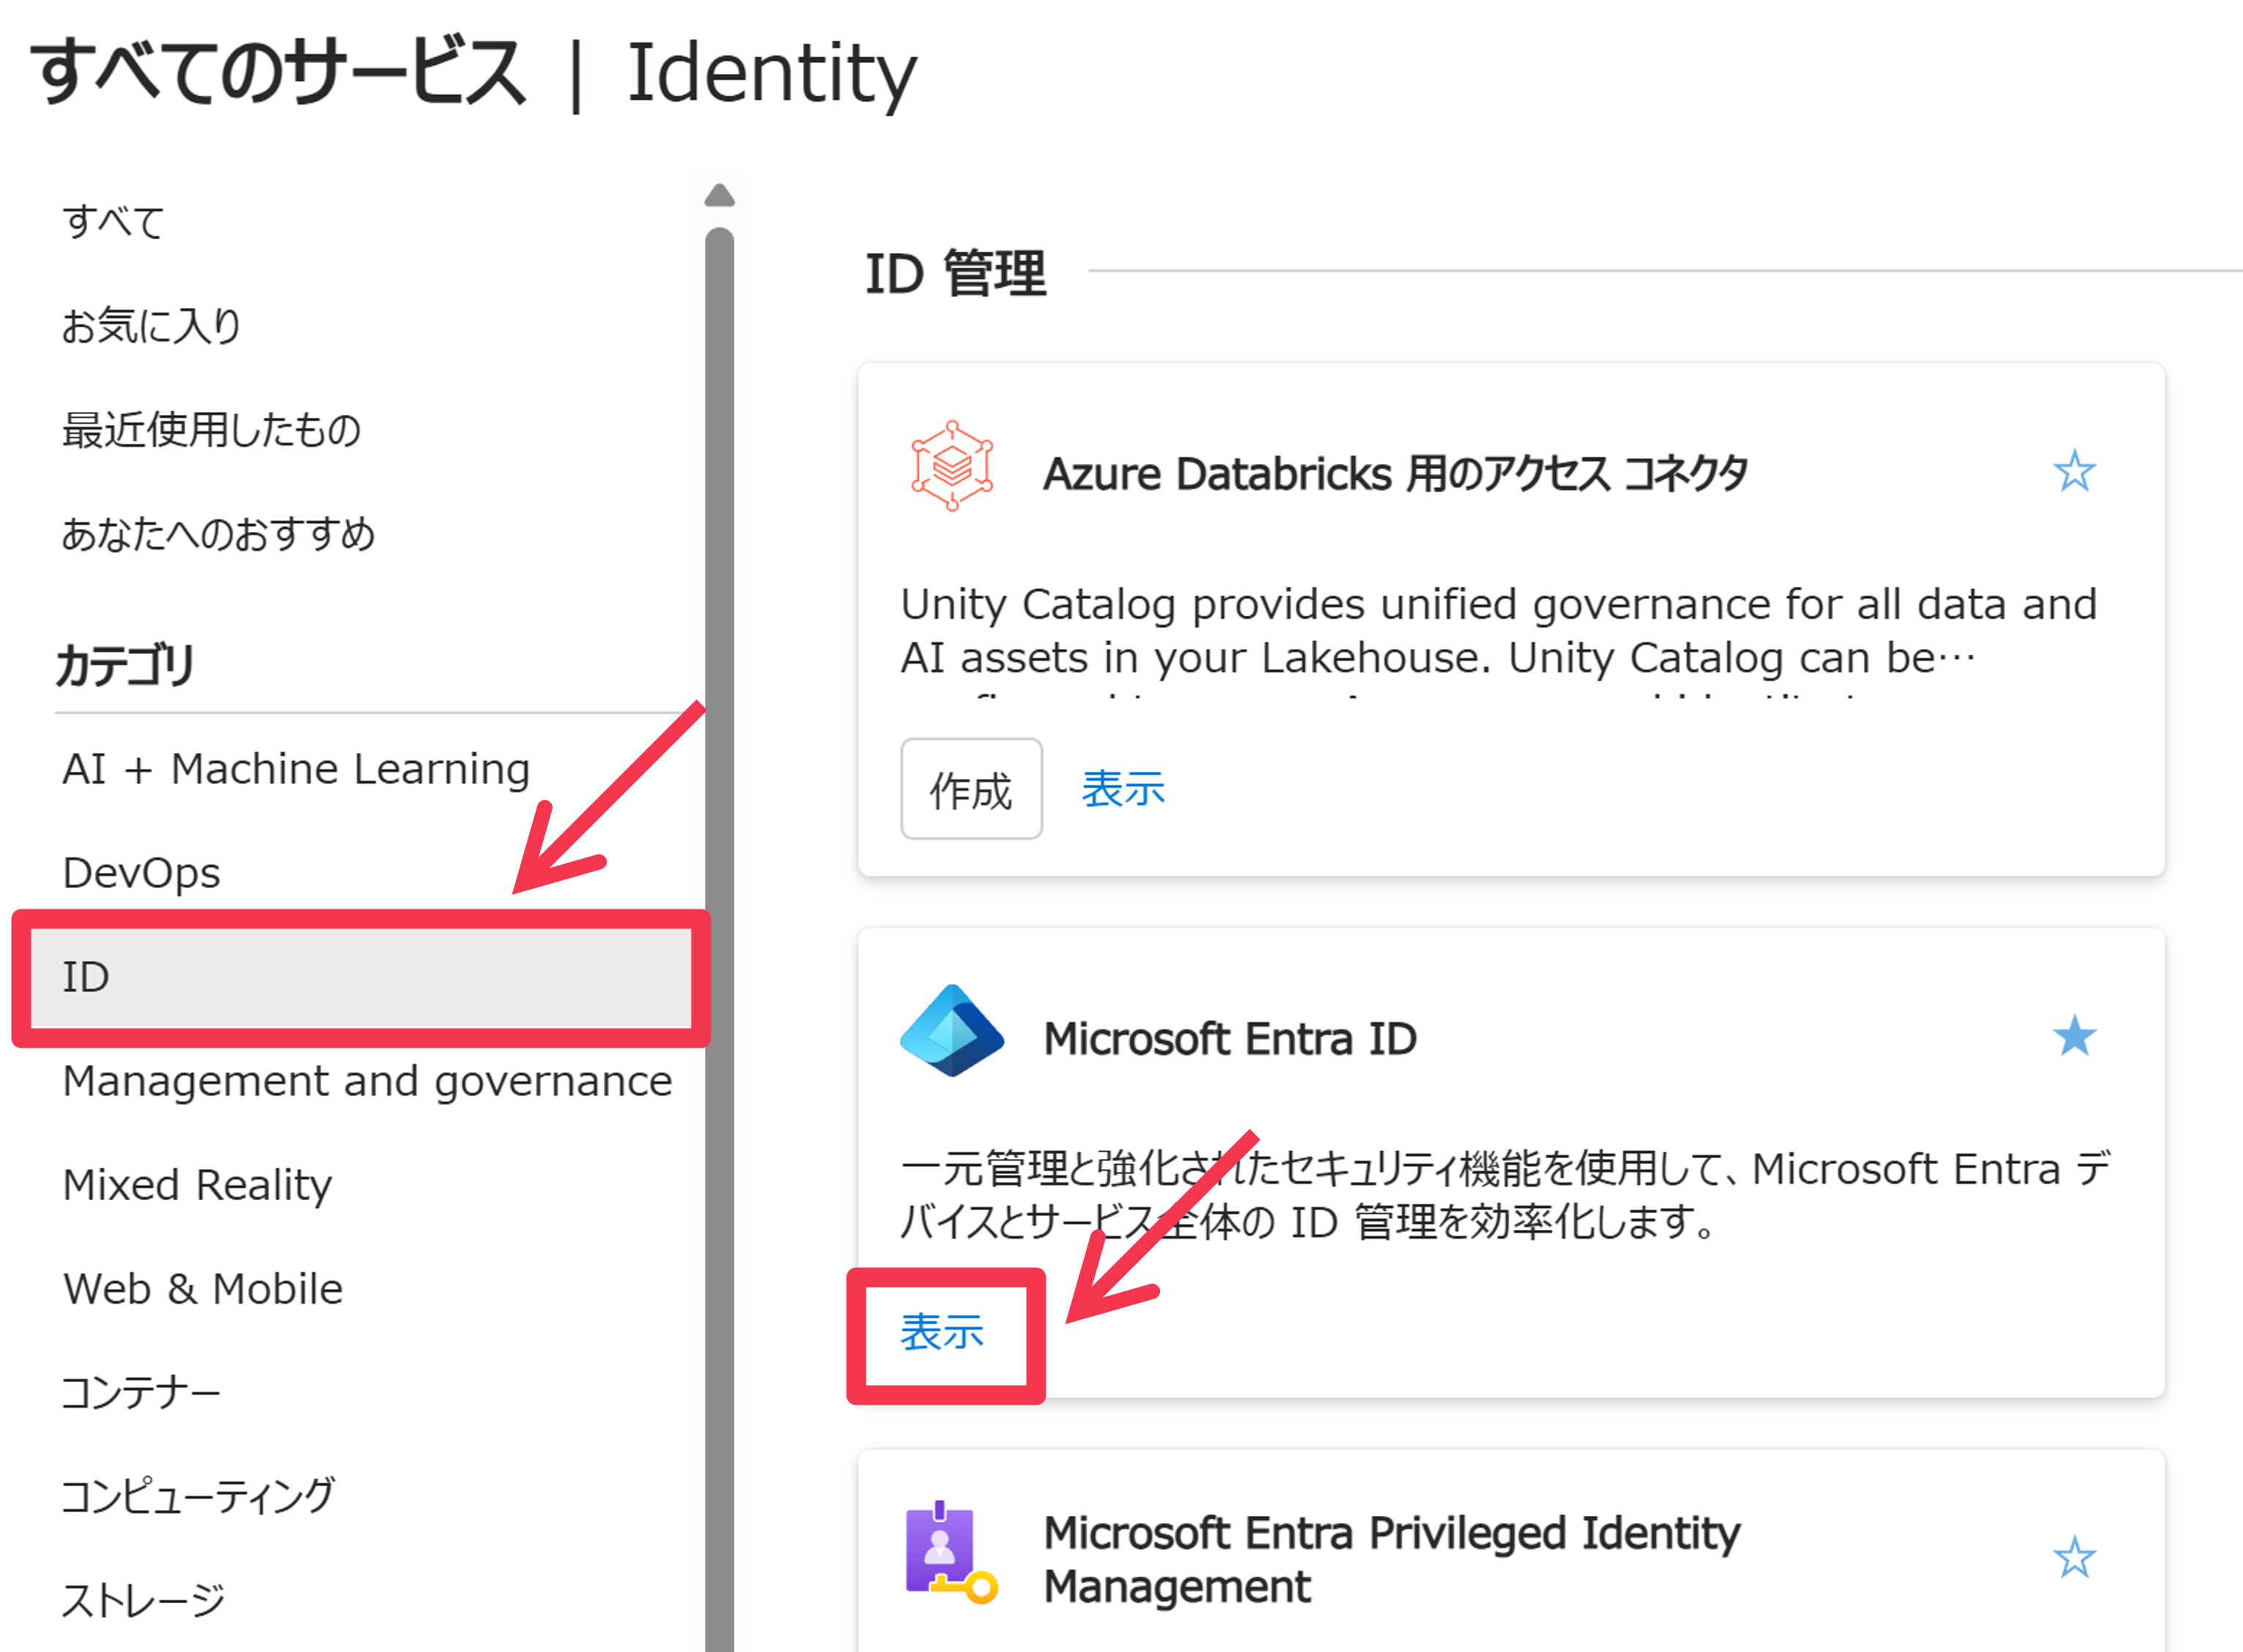 すべてのサービス | Identity
すべて
お気に入り
最近使用したもの
あなたへのおすすめ
カテゴリ
AI + Machine Learning
DevOps
ID
Management and governance
Mixed Reality
Web & Mobile
コンテナー
コンピューティング
ストレージ
ID 管理
Azure Databricks 用のアクセス コネクタ
Unity Catalog provides unified governance for all data and
AI assets in your Lakehouse. Unity Catalog can be…
作成
表示
Microsoft Entra ID
一元管理と強化されたセキュリティ機能を使用して、Microsoft Entra デ
バイスとサービス全体の ID 管理を効率化します。
表示
Microsoft Entra Privileged Identity
Management